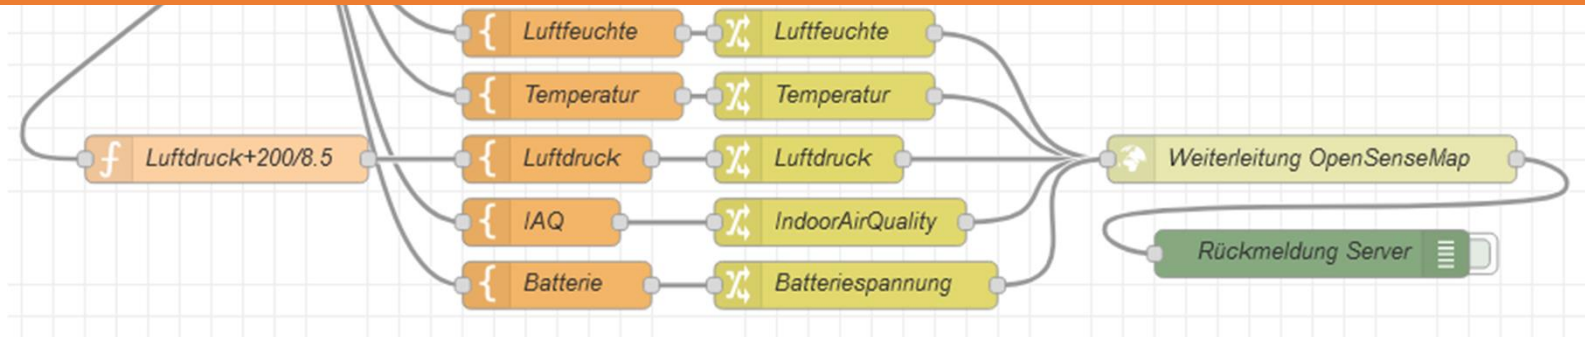 Luftfeuchte Luftfeuchte
Temperatur Temperatur
Luftdruck+200/8.5 Luftdruck Luftdruck Weiterleitung OpenSenseMap
IAQ IndoorAirQuality
Rückmeldung Server
Batterie Batteriespannung